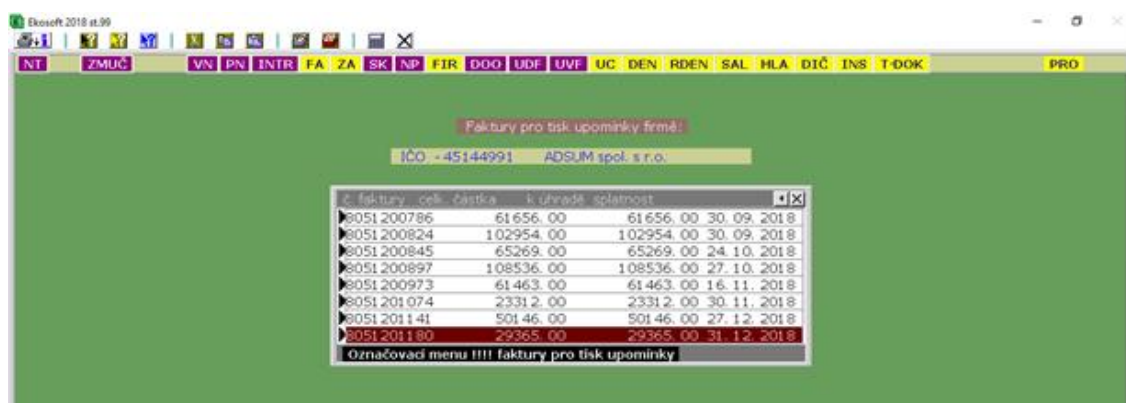 Ekosoft 2018 st.99
NT ZMUČ VN PN INTR FA ZA SK NP FIR DOO UDF UVF UC DEN RDEN SAL HLA DIČ INS T-DOK PRO
Faktury pro tisk upomínky firmě:
IČO - 45144991 ADSUM spol. s r.o.
č. faktury celk. částka k úhradě splatnost
8051200786 61656.00 61656.00 30.09.2018
8051200824 102954.00 102954.00 30.09.2018
8051200845 65269.00 65269.00 24.10.2018
8051200897 108536.00 108536.00 27.10.2018
8051200973 61463.00 61463.00 16.11.2018
8051201074 23312.00 23312.00 30.11.2018
8051201141 50146.00 50146.00 27.12.2018
8051201180 29365.00 29365.00 31.12.2018
Označovací menu !!!! faktury pro tisk upomínky